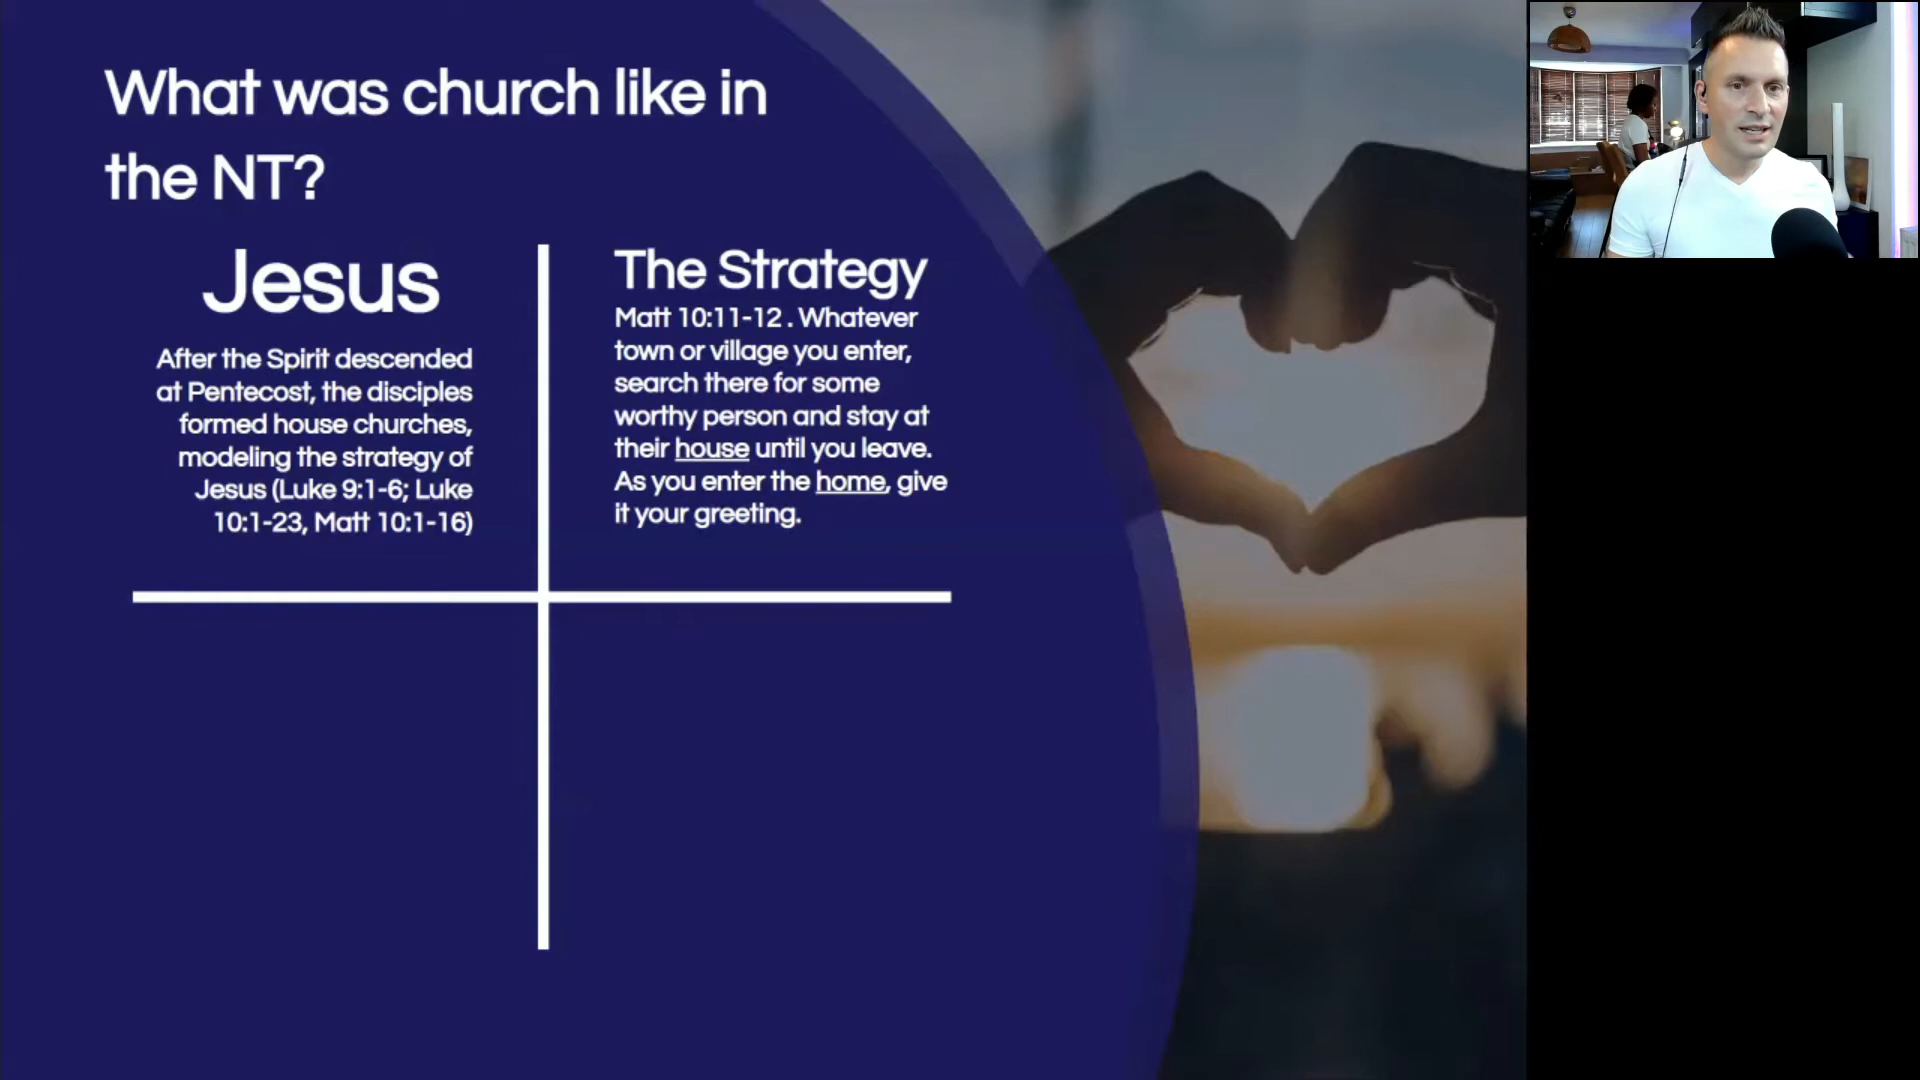 What was church like in
the NT?
Jesus
After the Spirit descended
at Pentecost, the disciples
formed house churches,
modeling the strategy of
Jesus (Luke 9:1-6; Luke
10:1-23, Matt 10:1-16)
The Strategy
Matt 10:11-12 . Whatever
town or village you enter,
search there for some
worthy person and stay at
their house until you leave.
As you enter the home, give
it your greeting.